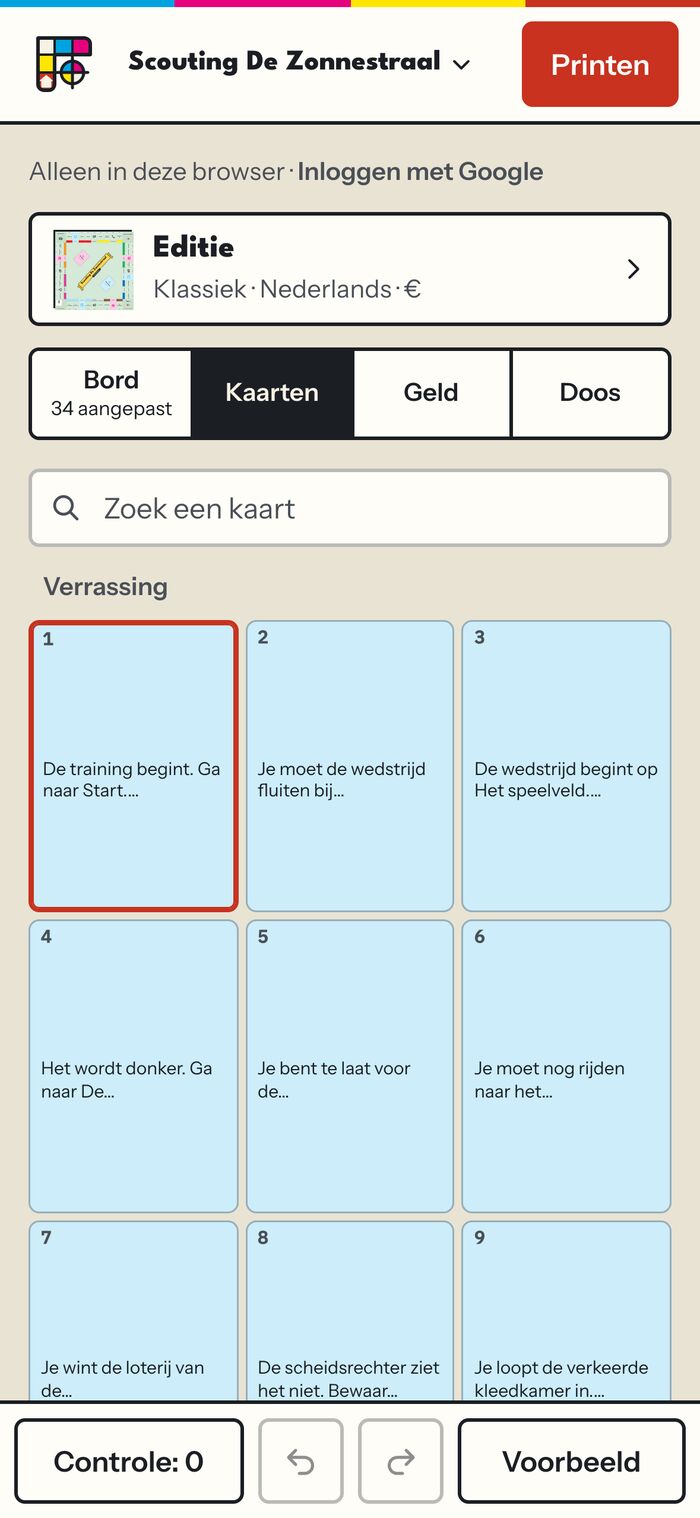 Scouting De Zonnestraal
Printen
Alleen in deze browser · Inloggen met Google
Editie
Klassiek · Nederlands · €
Bord
34 aangepast
Kaarten
Geld
Doos
Zoek een kaart
Verrassing
1
De training begint. Ga
naar Start....
2
Je moet de wedstrijd
fluiten bij...
3
De wedstrijd begint op
Het speelveld....
4
Het wordt donker. Ga
naar De...
5
Je bent te laat voor
de...
6
Je moet nog rijden
naar het...
7
Je wint de loterij van
de...
8
De scheidsrechter ziet
het niet. Bewaar...
9
Je loopt de verkeerde
kleedkamer in....
Controle: 0
Voorbeeld